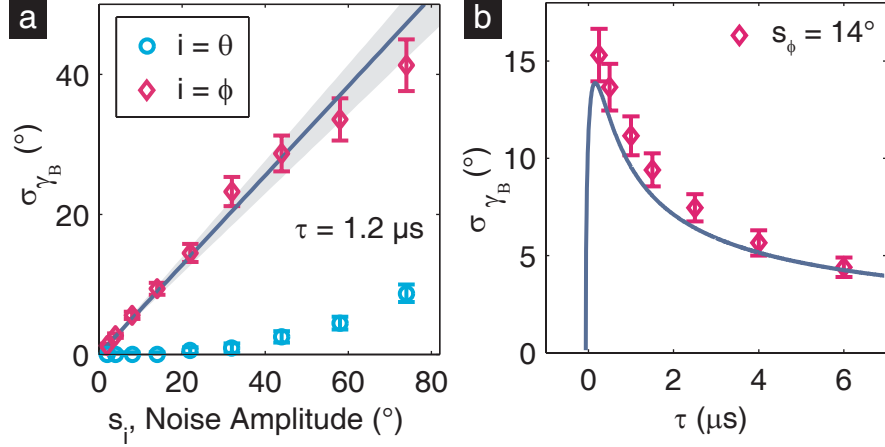 a
i = θ
i = ϕ
τ = 1.2 μs
σγB (°)
40
20
0
0 20 40 60 80
si, Noise Amplitude (°)
b
sϕ = 14°
σγB (°)
15
10
5
0
0 2 4 6
τ (μs)